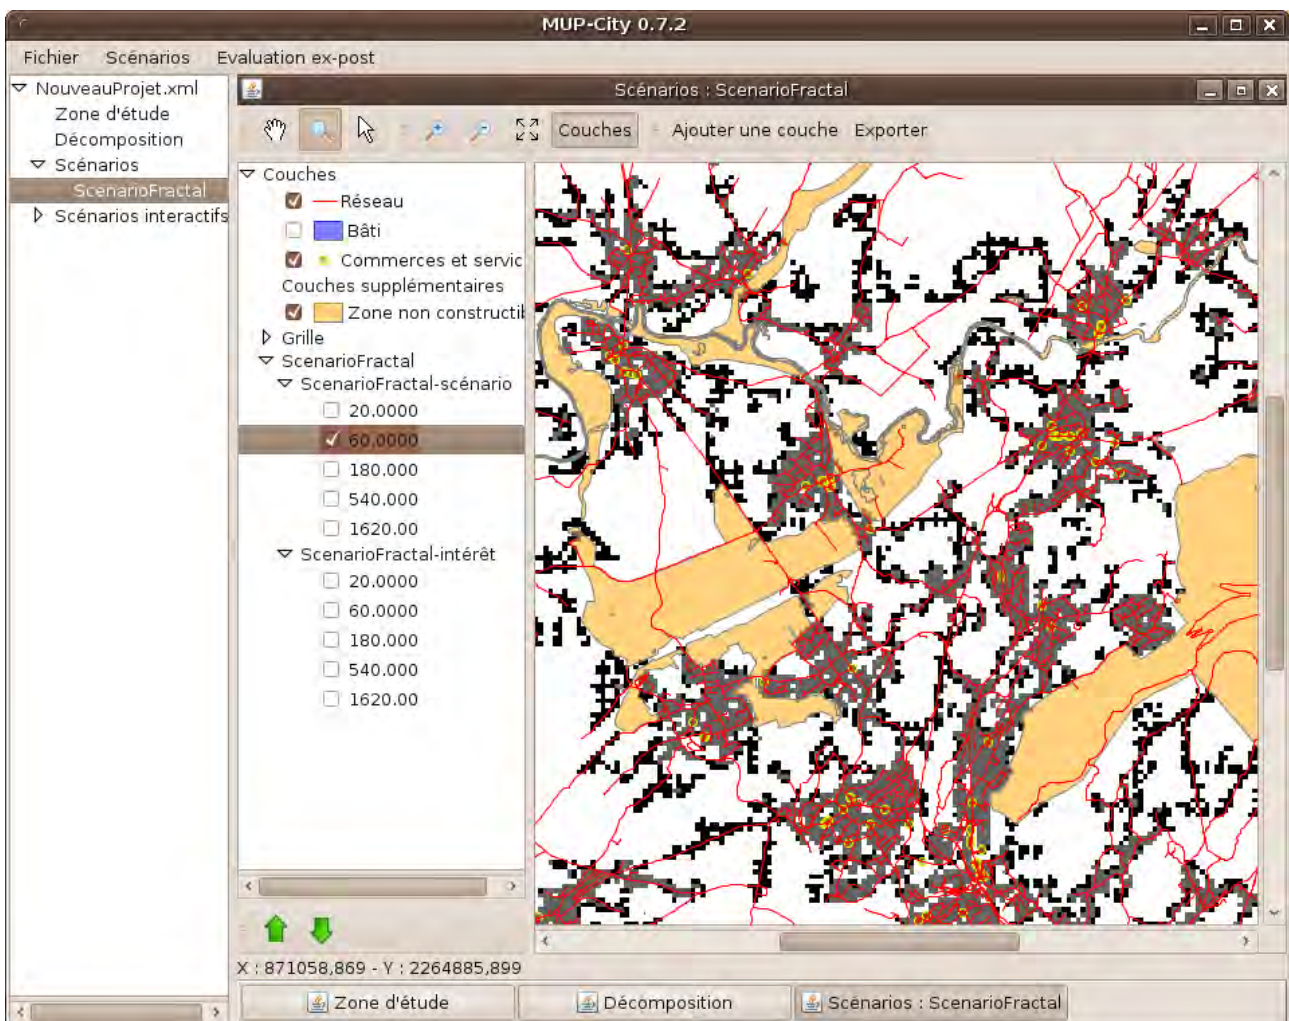 MUP-City 0.7.2
Fichier Scénarios Evaluation ex-post
NouveauProjet.xml
Zone d'étude
Décomposition
Scénarios
ScenarioFractal
Scénarios interactifs
Scénarios : ScenarioFractal
Couches Ajouter une couche Exporter
Couches
Réseau
Bâti
Commerces et servic
Couches supplémentaires
Zone non constructi
Grille
ScenarioFractal
ScenarioFractal-scénario
20.0000
60.0000
180.000
540.000
1620.00
ScenarioFractal-intérêt
20.0000
60.0000
180.000
540.000
1620.00
X : 871058,869 - Y : 2264885,899
Zone d'étude Décomposition Scénarios : ScenarioFractal